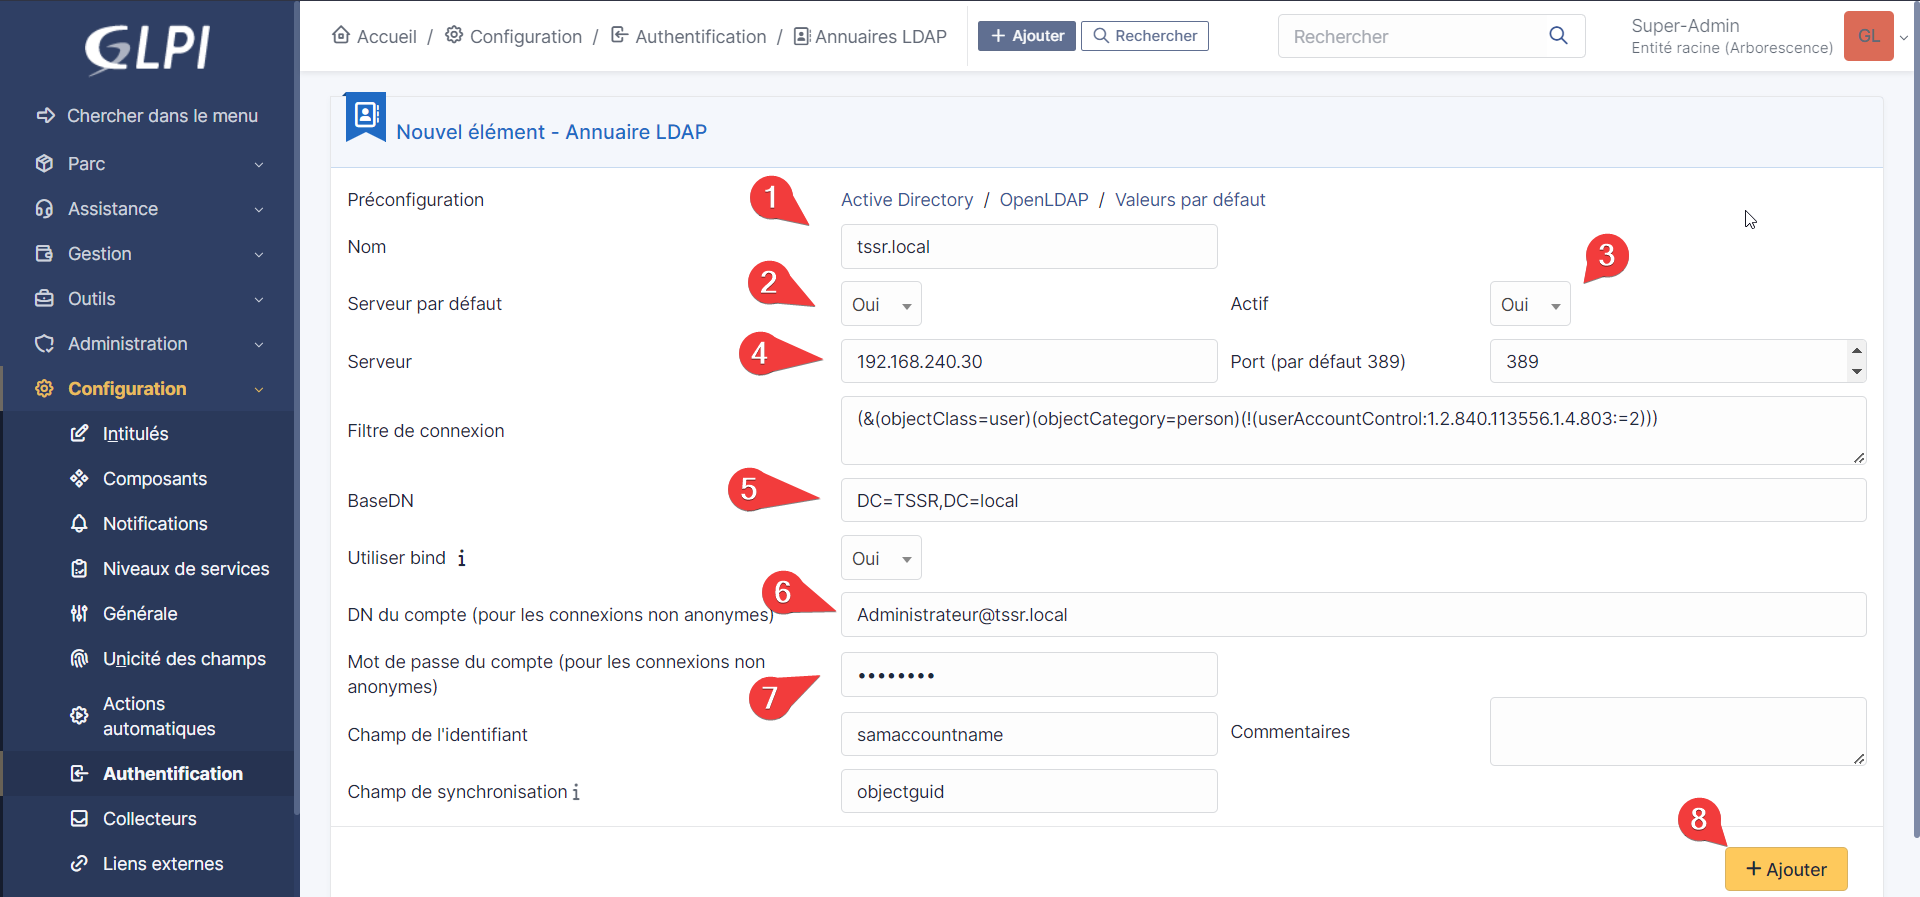 GLPI
Accueil / Configuration / Authentification / Annuaires LDAP
Ajouter
Rechercher
Rechercher
Super-Admin
Entité racine (Arborescence)
GL
Chercher dans le menu
Parc
Assistance
Gestion
Outils
Administration
Configuration
Intitulés
Composants
Notifications
Niveaux de services
Générale
Unicité des champs
Actions
automatiques
Authentification
Collecteurs
Liens externes
Nouvel élément - Annuaire LDAP
Préconfiguration
1
Active Directory / OpenLDAP / Valeurs par défaut
Nom
tssr.local
Serveur par défaut
2
Oui
Actif
3
Oui
Serveur
4
192.168.240.30
Port (par défaut 389)
389
Filtre de connexion
(&(objectClass=user)(objectCategory=person)(!(userAccountControl:1.2.840.113556.1.4.803:=2)))
BaseDN
5
DC=TSSR,DC=local
Utiliser bind i
Oui
DN du compte (pour les connexions non anonymes)
6
Administrateur@tssr.local
Mot de passe du compte (pour les connexions non
anonymes)
7
••••••••
Champ de l'identifiant
samaccountname
Commentaires
Champ de synchronisation i
objectguid
8
Ajouter